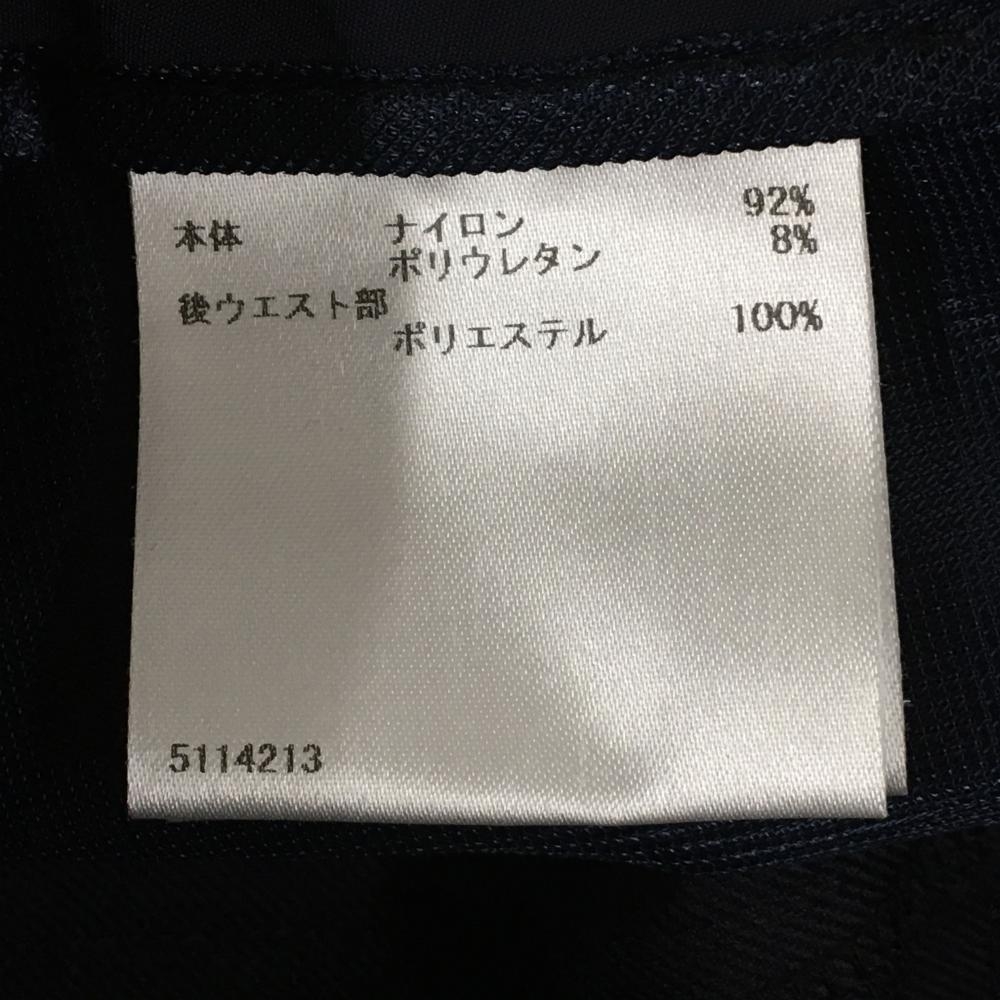 本体 ナイロン 92%
ポリウレタン 8%
後ウエスト部
ポリエステル 100%
5114213